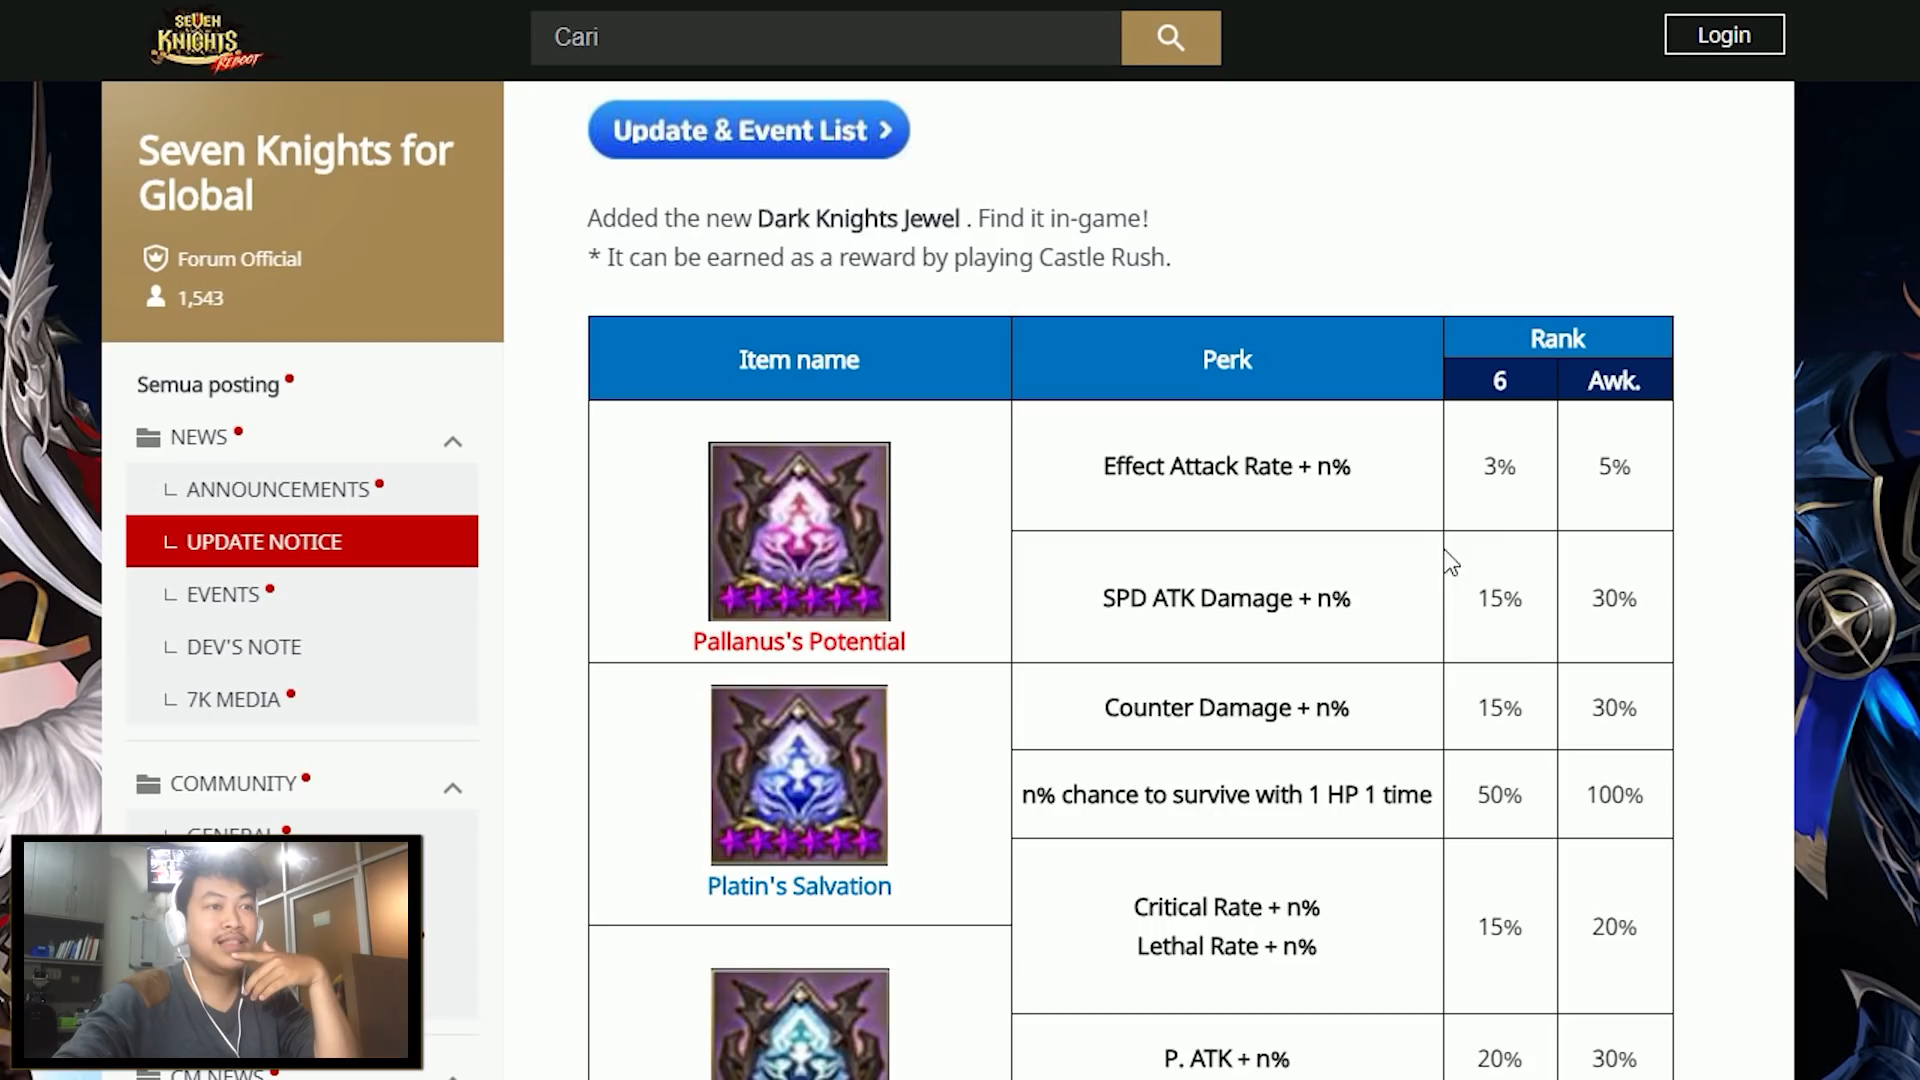 SEVEN
KNIGHTS
REBOOT
Cari
Login
Seven Knights for
Global
Forum Official
1,543
Semua posting
NEWS
ANNOUNCEMENTS
UPDATE NOTICE
EVENTS
DEV'S NOTE
7K MEDIA
COMMUNITY
GENERAL
CM NEWS
Update & Event List >
Added the new Dark Knights Jewel . Find it in-game!
* It can be earned as a reward by playing Castle Rush.
Item name
Perk
Rank
6
Awk.
Pallanus's Potential
Effect Attack Rate + n%
3%
5%
SPD ATK Damage + n%
15%
30%
Platin's Salvation
Counter Damage + n%
15%
30%
n% chance to survive with 1 HP 1 time
50%
100%
Critical Rate + n%
Lethal Rate + n%
15%
20%
P. ATK + n%
20%
30%